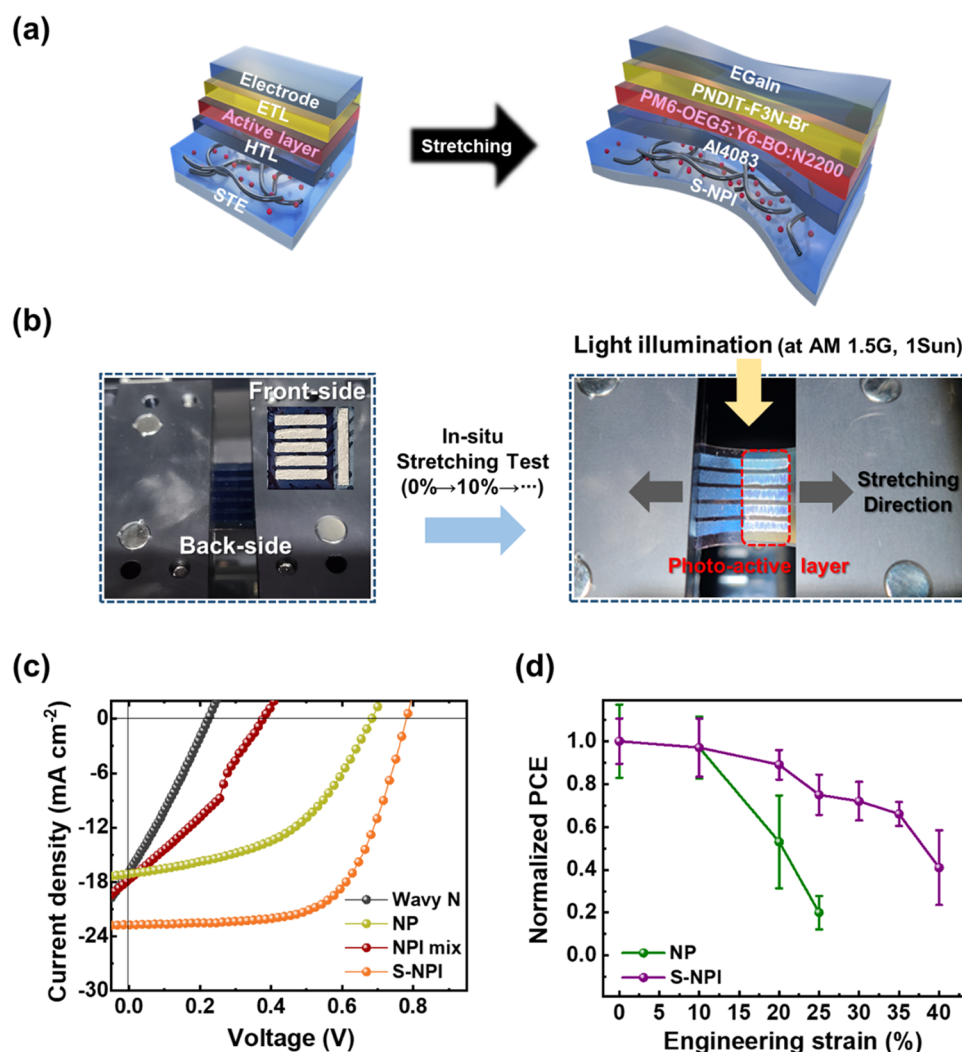 (a)
Electrode
ETL
Active layer
HTL
STE
Stretching
EGaIn
PNDIT-F3N-Br
PM6-OEG5:Y6-BO:N2200
AI4083
S-NPI
(b)
Light illumination (at AM 1.5G, 1Sun)
Front-side
Back-side
In-situ
Stretching Test
(0%→10%→···)
Stretching
Direction
Photo-active layer
(c)
Current density (mA cm⁻²)
0
-6
-12
-18
-24
-30
0.0 0.2 0.4 0.6 0.8
Voltage (V)
Wavy N
NP
NPI mix
S-NPI
(d)
Normalized PCE
1.0
0.8
0.6
0.4
0.2
0.0
0 5 10 15 20 25 30 35 40
Engineering strain (%)
NP
S-NPI